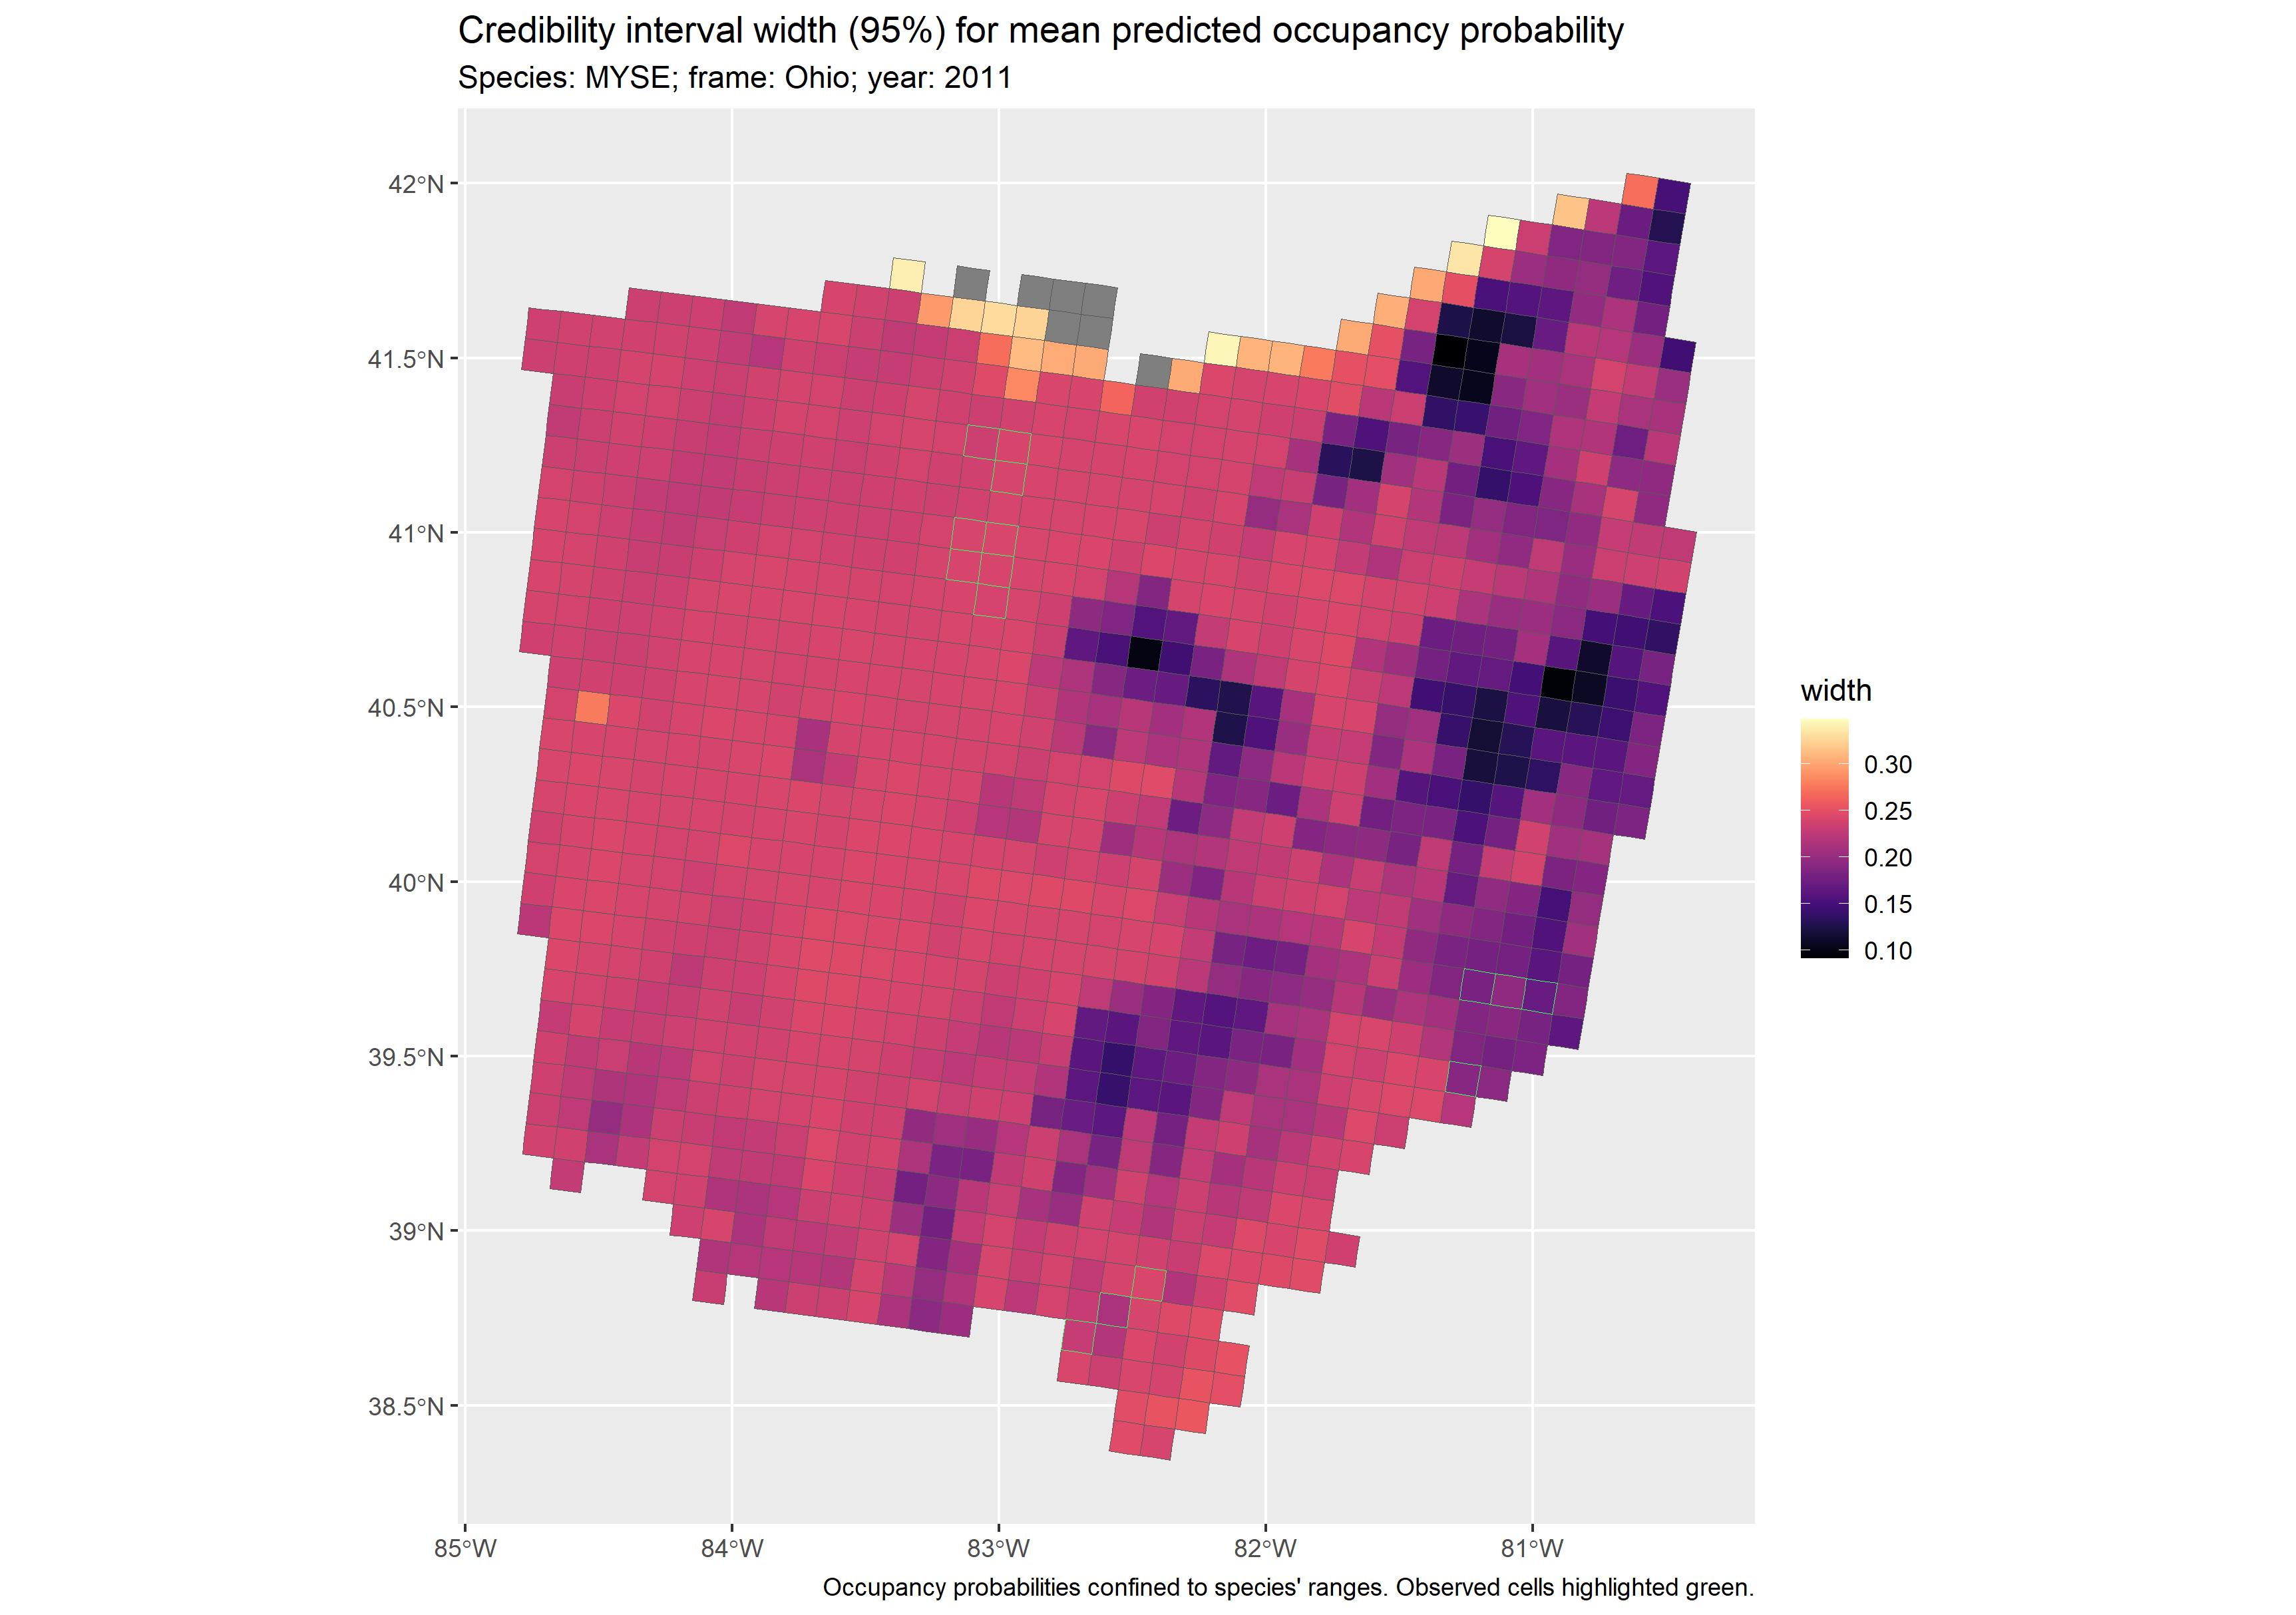 Credibility interval width (95%) for mean predicted occupancy probability
Species: MYSE; frame: Ohio; year: 2011
42°N
41.5°N
41°N
40.5°N
40°N
39.5°N
39°N
38.5°N
85°W
84°W
83°W
82°W
81°W
width
0.30
0.25
0.20
0.15
0.10
Occupancy probabilities confined to species' ranges. Observed cells highlighted green.